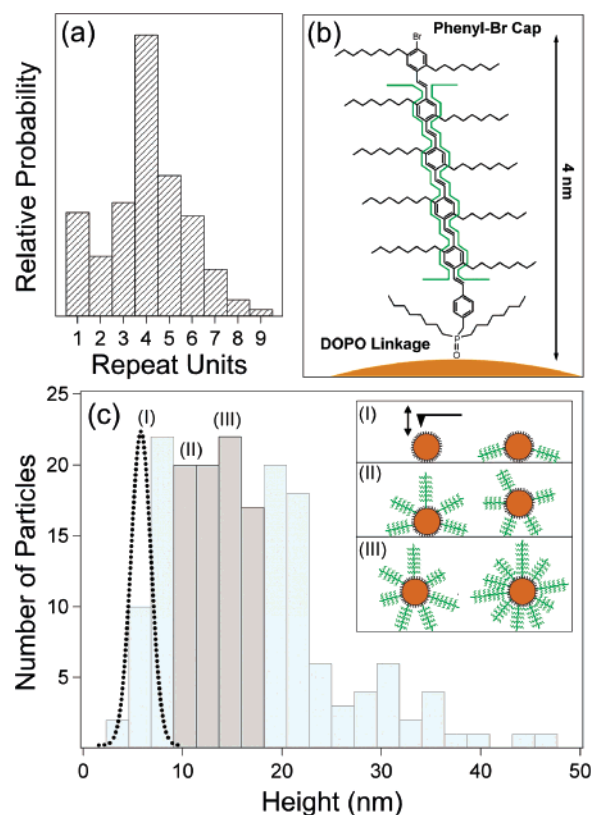 (a)
Relative Probability
1 2 3 4 5 6 7 8 9
Repeat Units
(b)
Phenyl-Br Cap
Br
4 nm
DOPO Linkage
P
O
(c)
(I)
(II)
(III)
25
20
15
10
5
Number of Particles
0 10 20 30 40 50
Height (nm)
(I)
(II)
(III)